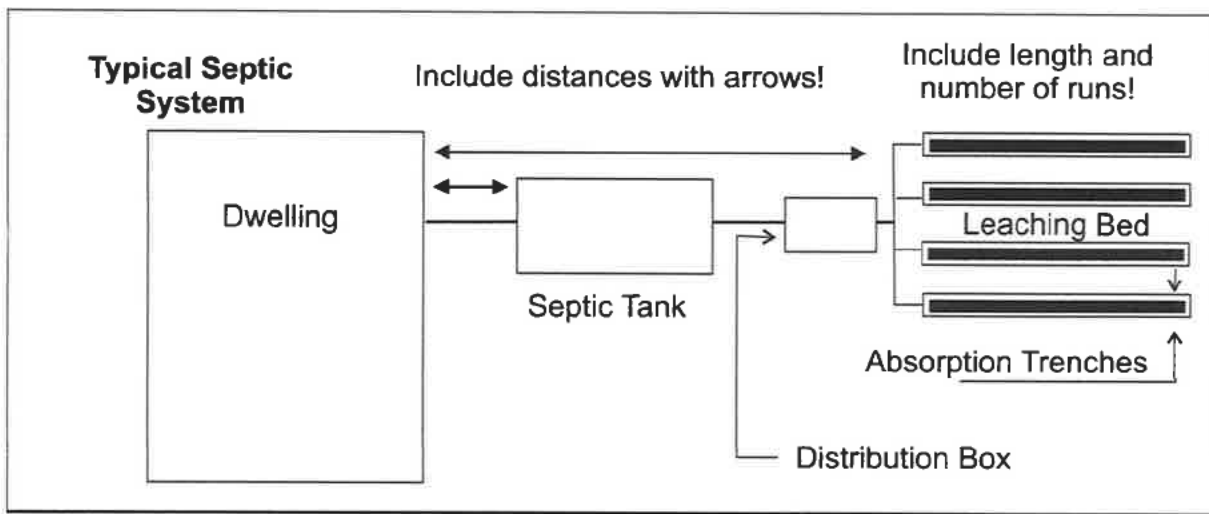 Typical Septic
System
Include distances with arrows!
Include length and
number of runs!
Dwelling
Leaching Bed
Septic Tank
Absorption Trenches
Distribution Box